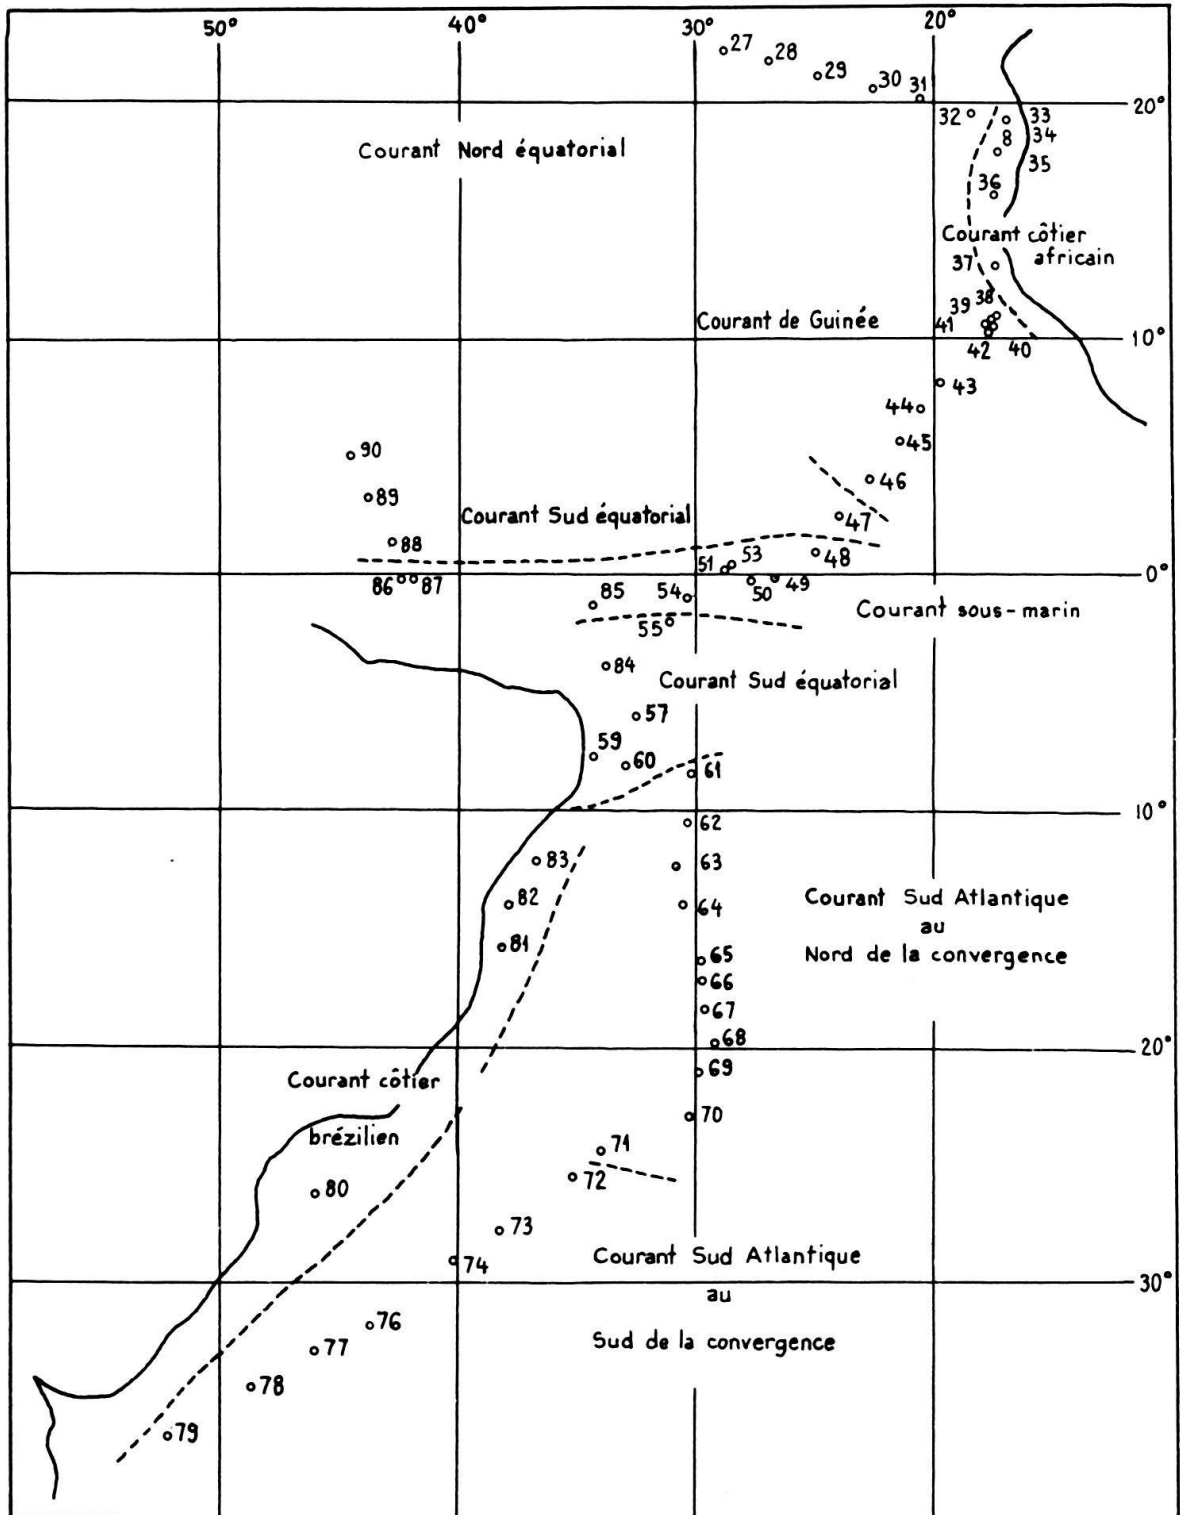 50° 40° 30° 20°
27 28 29 30 31
20°
32 33
34
35
Courant Nord équatorial
36
Courant côtier
africain
37
38
39
Courant de Guinée
41
42 40
10°
43
44
45
90
46
89
Courant Sud équatorial
47
88
53 48
51
0°
86 87
85 54 50 49
Courant sous-marin
55
84
Courant Sud équatorial
57
59
60 61
10°
62
83 63
82 64
Courant Sud Atlantique
au
Nord de la convergence
81 65
66
67
68
20°
69
Courant côtier
brézilien
70
71
72
80
73
74
Courant Sud Atlantique
au
Sud de la convergence
30°
76
77
78
79